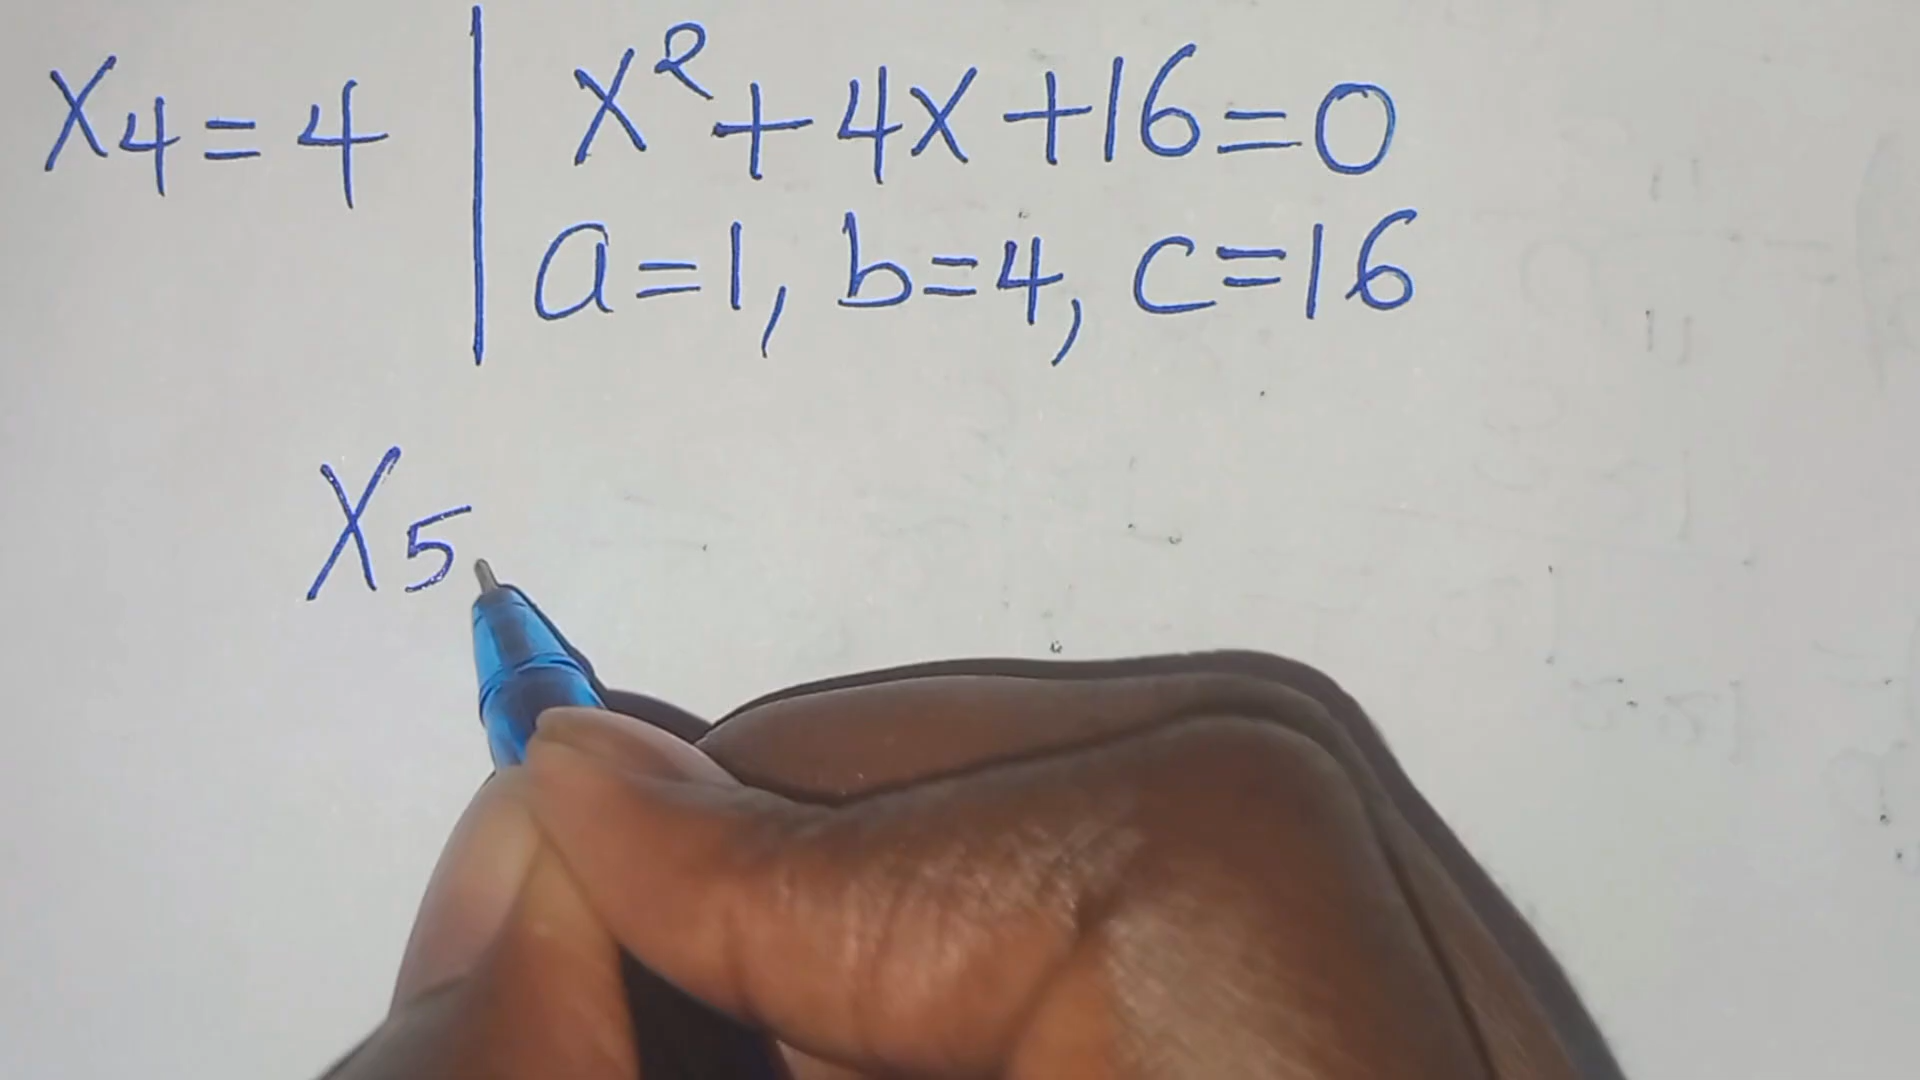 X4=4 | x²+4x+16=0
a=1, b=4, c=16
X5